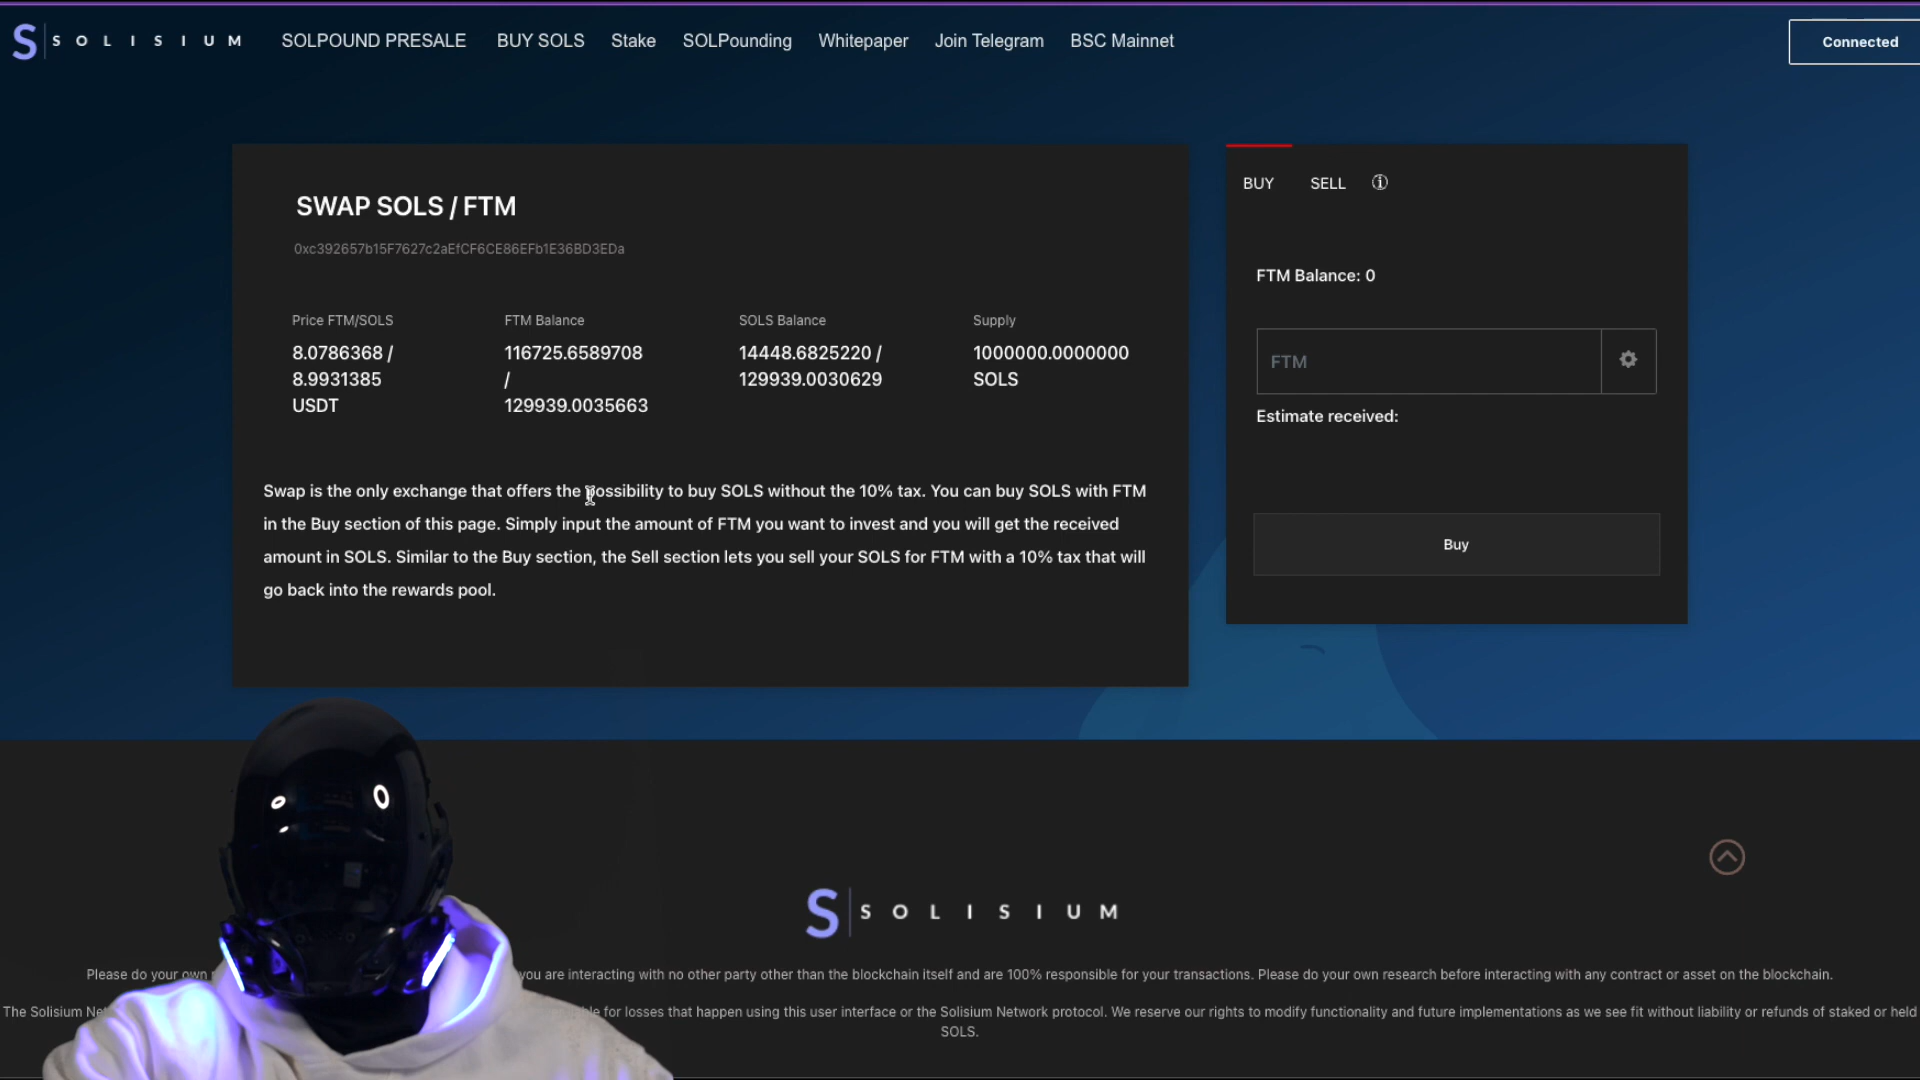 S SOLISIUM SOLPOUND PRESALE BUY SOLS Stake SOLPounding Whitepaper Join Telegram BSC Mainnet Connected
SWAP SOLS / FTM
0xc392657b15F7627c2aEfCF6CE86EFb1E36BD3EDa
Price FTM/SOLS
8.0786368 /
8.9931385
USDT
FTM Balance
116725.6589708
/
129939.0035663
SOLS Balance
14448.6825220 /
129939.0030629
Supply
1000000.0000000
SOLS
Swap is the only exchange that offers the possibility to buy SOLS without the 10% tax. You can buy SOLS with FTM
in the Buy section of this page. Simply input the amount of FTM you want to invest and you will get the received
amount in SOLS. Similar to the Buy section, the Sell section lets you sell your SOLS for FTM with a 10% tax that will
go back into the rewards pool.
BUY SELL
FTM Balance: 0
FTM
Estimate received:
Buy
S SOLISIUM
Please do your own you are interacting with no other party other than the blockchain itself and are 100% responsible for your transactions. Please do your own research before interacting with any contract or asset on the blockchain.
The Solisium for losses that happen using this user interface or the Solisium Network protocol. We reserve our rights to modify functionality and future implementations as we see fit without liability or refunds of staked or held
SOLS.